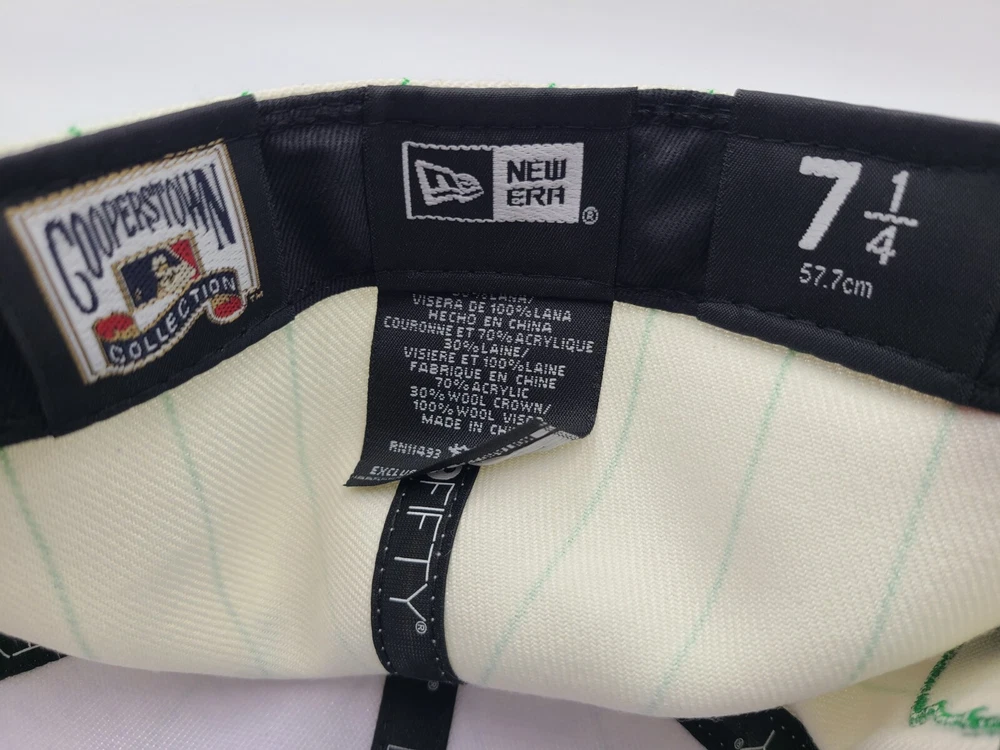 COOPERSTOWN
COLLECTION
™
NEW
ERA
®
7 1/4
57.7cm
VISERA DE 100% LANA
HECHO EN CHINA
COURONNE ET 70% ACRYLIQUE
30% LAINE/
VISIERE ET 100% LAINE
FABRIQUE EN CHINE
70% ACRYLIC
30% WOOL CROWN/
100% WOOL VISOR
MADE IN CHI
RN11493
EXCLU
FIFTY®